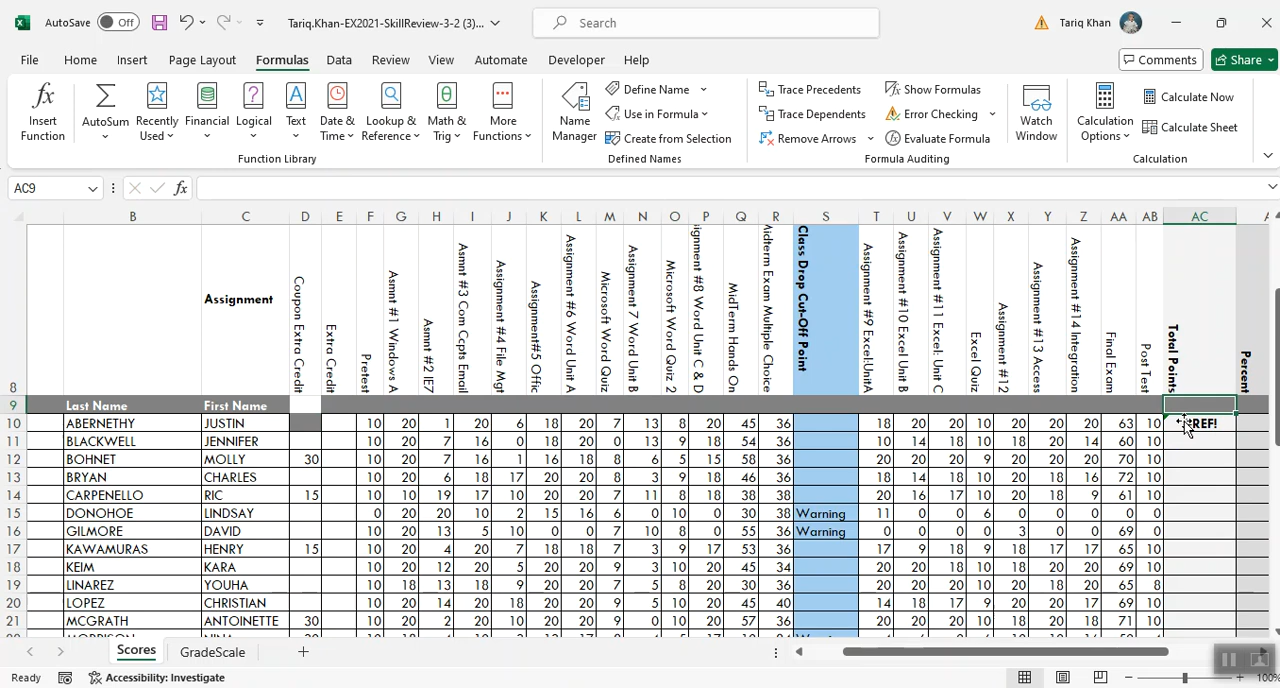 AutoSave Off Tariq.Khan-EX2021-SkillReview-3-2 (3)... Search Tariq Khan
File Home Insert Page Layout Formulas Data Review View Automate Developer Help Comments Share
Insert Function AutoSum Recently Used Financial Logical Text Date & Time Lookup & Reference Math & Trig More Functions
Function Library
Name Manager Define Name Use in Formula Create from Selection
Defined Names
Trace Precedents Trace Dependents Remove Arrows Show Formulas Error Checking Evaluate Formula
Formula Auditing
Watch Window
Calculation Options Calculate Now Calculate Sheet
Calculation
AC9 fx
B C D E F G H I J K L M N O P Q R S T U V W X Y Z AA AB AC
8 Assignment Coupon Extra Credit Extra Credit Pretest Asmnt #1 Windows A Asmnt #2 IE7 Asmnt #3 Com Ccpts Email Assignment #4 File Mgt Assignment#5 Offic Assignment #6 Word Unit A Microsoft Word Quiz Assignment 7 Word Unit B Microsoft Word Quiz 2 ignment #8 Word Unit C & D MidTerm Hands On Midterm Exam Multiple Choice Class Drop Cut-Off Point Assignment #9 Excel:UnitA Assignment #10 Excel Unit B Assignment #11 Excel: Unit C Excel Quiz Assignment #12 Assignment #13 Access Assignment #14 Integration Final Exam Post Test Total Points Percent
9 Last Name First Name
10 ABERNETHY JUSTIN 10 20 1 20 6 18 20 7 13 8 20 45 36 18 20 20 10 20 20 20 63 10 REF!
11 BLACKWELL JENNIFER 10 20 7 16 0 18 20 0 13 9 18 54 36 10 14 18 10 18 20 14 60 10
12 BOHNET MOLLY 30 10 20 7 16 1 16 18 8 6 5 15 58 36 20 20 20 9 20 20 20 70 10
13 BRYAN CHARLES 10 20 6 18 17 20 20 8 3 9 18 46 36 18 14 18 10 20 18 16 72 10
14 CARPENELLO RIC 15 10 10 19 17 10 20 20 7 11 8 18 38 38 20 16 17 10 20 18 9 61 10
15 DONOHOE LINDSAY 0 20 20 10 2 15 16 6 0 10 0 30 38 Warning 11 0 0 6 0 0 0 0 0
16 GILMORE DAVID 10 20 13 5 10 0 0 7 10 8 0 55 36 Warning 0 0 0 0 3 0 0 69 0
17 KAWAMURAS HENRY 15 10 20 4 20 7 18 18 7 3 9 17 53 36 17 9 18 9 18 17 17 65 10
18 KEIM KARA 10 20 12 20 5 20 20 9 3 10 20 45 34 20 20 18 10 20 20 20 69 10
19 LINAREZ YOUHA 10 18 13 18 9 20 20 7 5 8 20 30 36 20 20 20 10 20 18 20 65 8
20 LOPEZ CHRISTIAN 10 20 14 20 18 20 20 9 5 10 20 45 40 14 18 17 9 20 20 17 69 10
21 MCGRATH ANTOINETTE 30 10 20 2 20 10 20 20 9 0 10 20 57 36 20 20 20 10 18 20 18 71 10
Scores GradeScale
Ready Accessibility: Investigate 100%